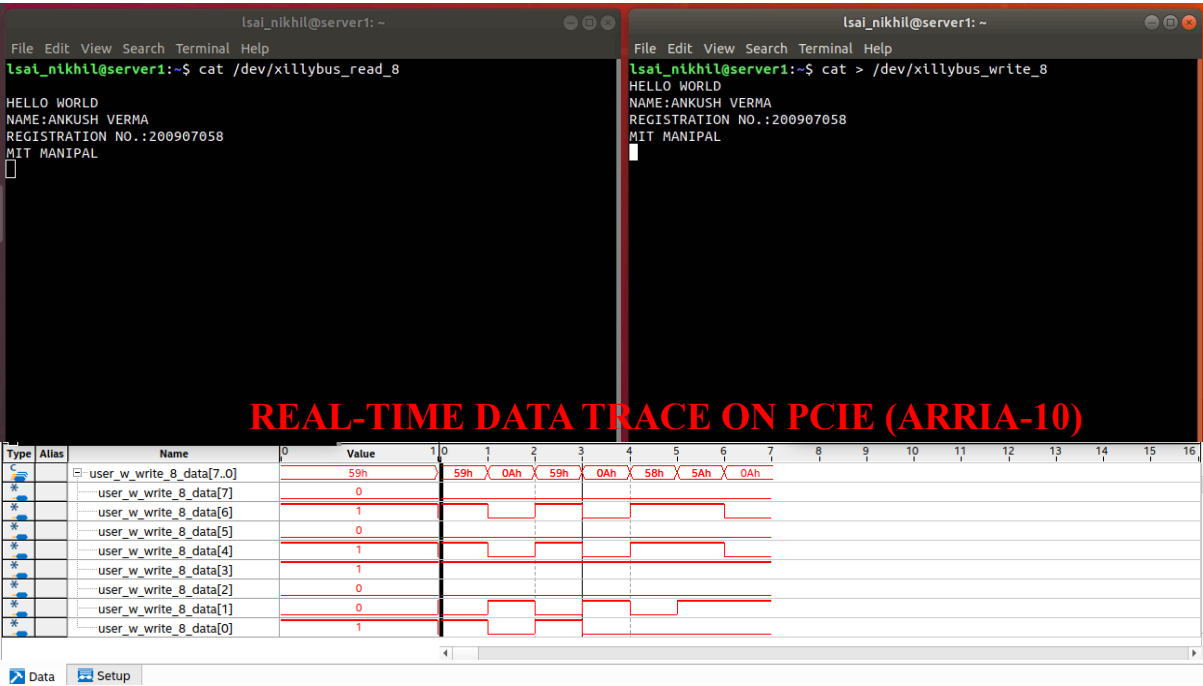 lsai_nikhil@server1: ~
File Edit View Search Terminal Help
lsai_nikhil@server1:~$ cat /dev/xillybus_read_8
HELLO WORLD
NAME:ANKUSH VERMA
REGISTRATION NO.:200907058
MIT MANIPAL
lsai_nikhil@server1: ~
File Edit View Search Terminal Help
lsai_nikhil@server1:~$ cat > /dev/xillybus_write_8
HELLO WORLD
NAME:ANKUSH VERMA
REGISTRATION NO.:200907058
MIT MANIPAL
REAL-TIME DATA TRACE ON PCIE (ARRIA-10)
Type Alias Name 0 Value 1 0 1 2 3 4 5 6 7 8 9 10 11 12 13 14 15 16
C user_w_write_8_data[7..0] 59h 59h 0Ah 59h 0Ah 58h 5Ah 0Ah
* user_w_write_8_data[7] 0
* user_w_write_8_data[6] 1
* user_w_write_8_data[5] 0
* user_w_write_8_data[4] 1
* user_w_write_8_data[3] 1
* user_w_write_8_data[2] 0
* user_w_write_8_data[1] 0
* user_w_write_8_data[0] 1
Data Setup